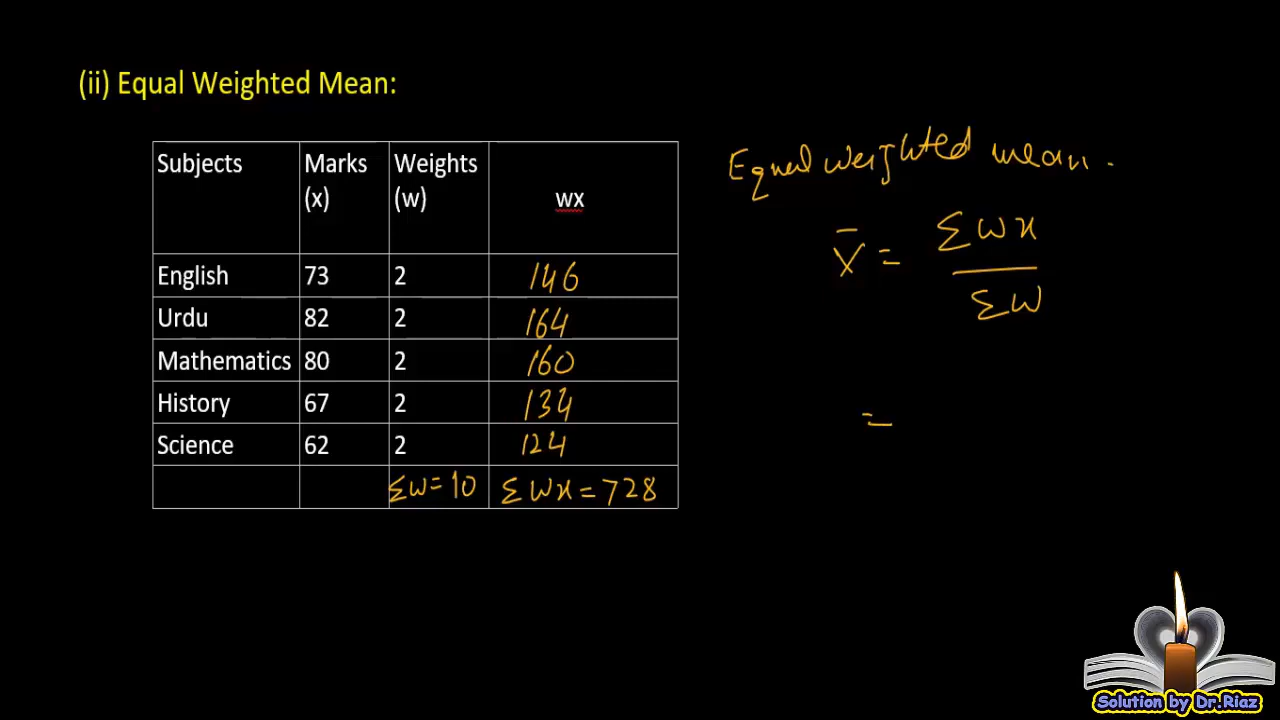 (ii) Equal Weighted Mean:
Subjects Marks (x) Weights (w) wx
English 73 2 146
Urdu 82 2 164
Mathematics 80 2 160
History 67 2 134
Science 62 2 124
Σw = 10 Σwx = 728
Equal weighted mean.
X̄ = Σwx / Σw
=
Solution by Dr.Riaz